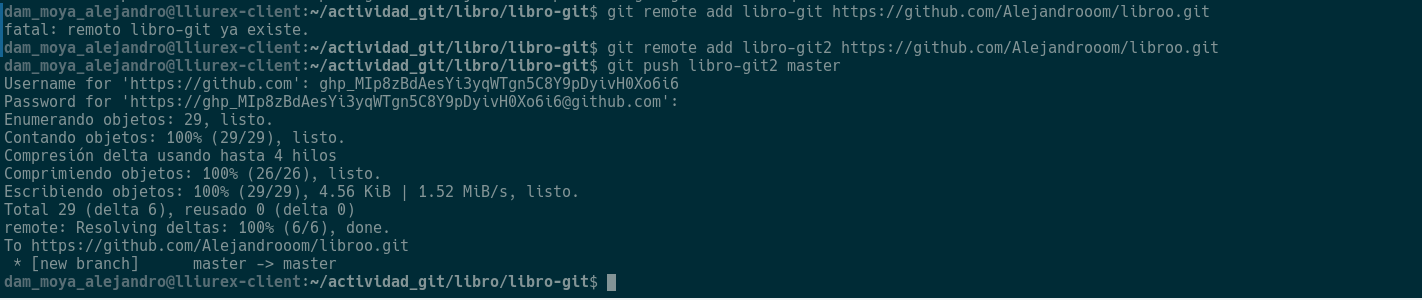 dam_moya_alejandro@lliurex-client:~/actividad_git/libro/libro-git$ git remote add libro-git https://github.com/Alejandrooom/libroo.git
fatal: remoto libro-git ya existe.
dam_moya_alejandro@lliurex-client:~/actividad_git/libro/libro-git$ git remote add libro-git2 https://github.com/Alejandrooom/libroo.git
dam_moya_alejandro@lliurex-client:~/actividad_git/libro/libro-git$ git push libro-git2 master
Username for 'https://github.com': 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
Password for 'https://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@github.com':
Enumerando objetos: 29, listo.
Contando objetos: 100% (29/29), listo.
Compresión delta usando hasta 4 hilos
Comprimiendo objetos: 100% (26/26), listo.
Escribiendo objetos: 100% (29/29), 4.56 KiB | 1.52 MiB/s, listo.
Total 29 (delta 6), reusado 0 (delta 0)
remote: Resolving deltas: 100% (6/6), done.
To https://github.com/Alejandrooom/libroo.git
 * [new branch]      master -> master
dam_moya_alejandro@lliurex-client:~/actividad_git/libro/libro-git$